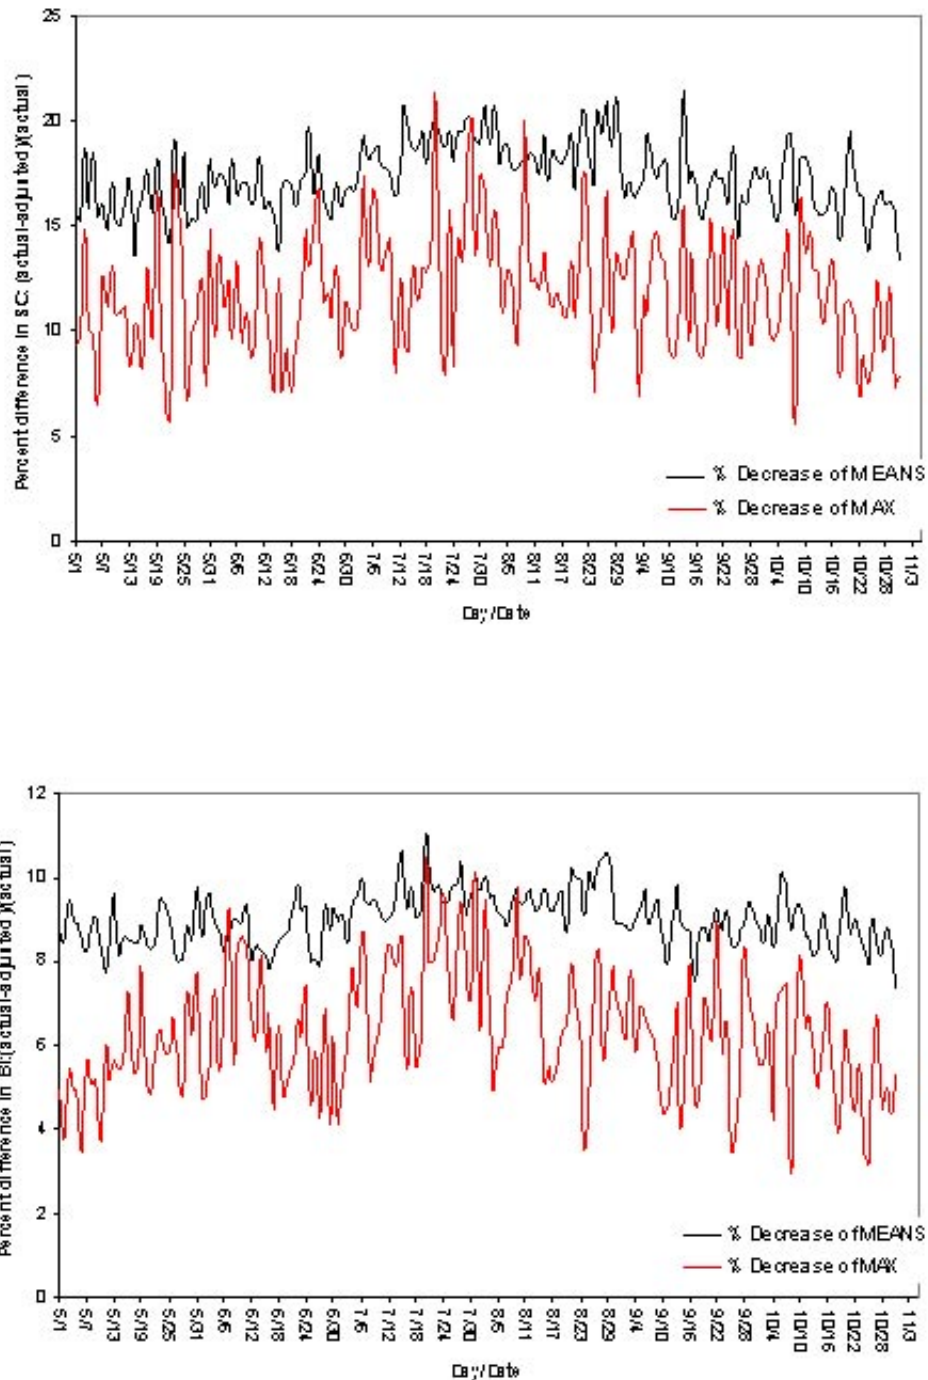 25
20
15
10
5
0
Percent difference in SC: (actual-adjusted)/(actual)
% Decrease of MEANS
% Decrease of MAX
5/1 5/7 5/13 5/19 5/25 5/31 6/6 6/12 6/18 6/24 6/30 7/6 7/12 7/18 7/24 7/30 8/5 8/11 8/17 8/23 8/29 9/4 9/10 9/16 9/22 9/28 10/4 10/10 10/16 10/22 10/28 11/3
Day/Date
12
10
8
6
4
2
0
Percent difference in BI:(actual-adjusted)/(actual)
% Decrease of MEANS
% Decrease of MAX
5/1 5/7 5/13 5/19 5/25 5/31 6/6 6/12 6/18 6/24 6/30 7/6 7/12 7/18 7/24 7/30 8/5 8/11 8/17 8/23 8/29 9/4 9/10 9/16 9/22 9/28 10/4 10/10 10/16 10/22 10/28 11/3
Day/Date